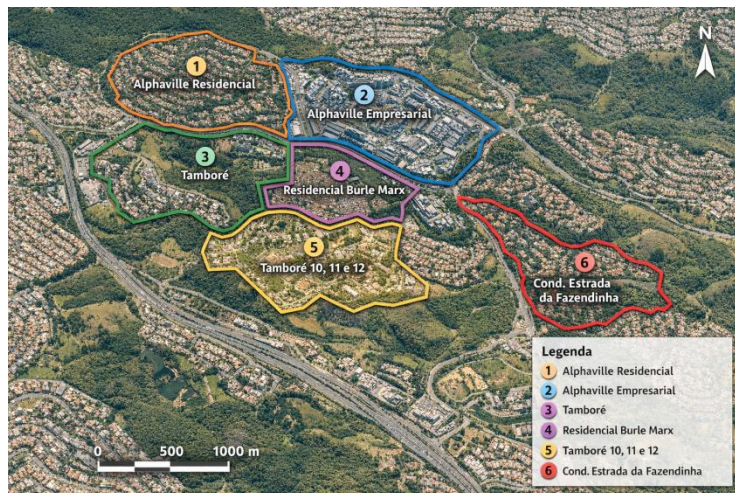 N
1
Alphaville Residencial
2
Alphaville Empresarial
3
Tamboré
4
Residencial Burle Marx
5
Tamboré 10, 11 e 12
6
Cond. Estrada
da Fazendinha
Legenda
1 Alphaville Residencial
2 Alphaville Empresarial
3 Tamboré
4 Residencial Burle Marx
5 Tamboré 10, 11 e 12
6 Cond. Estrada da Fazendinha
0 500 1000 m